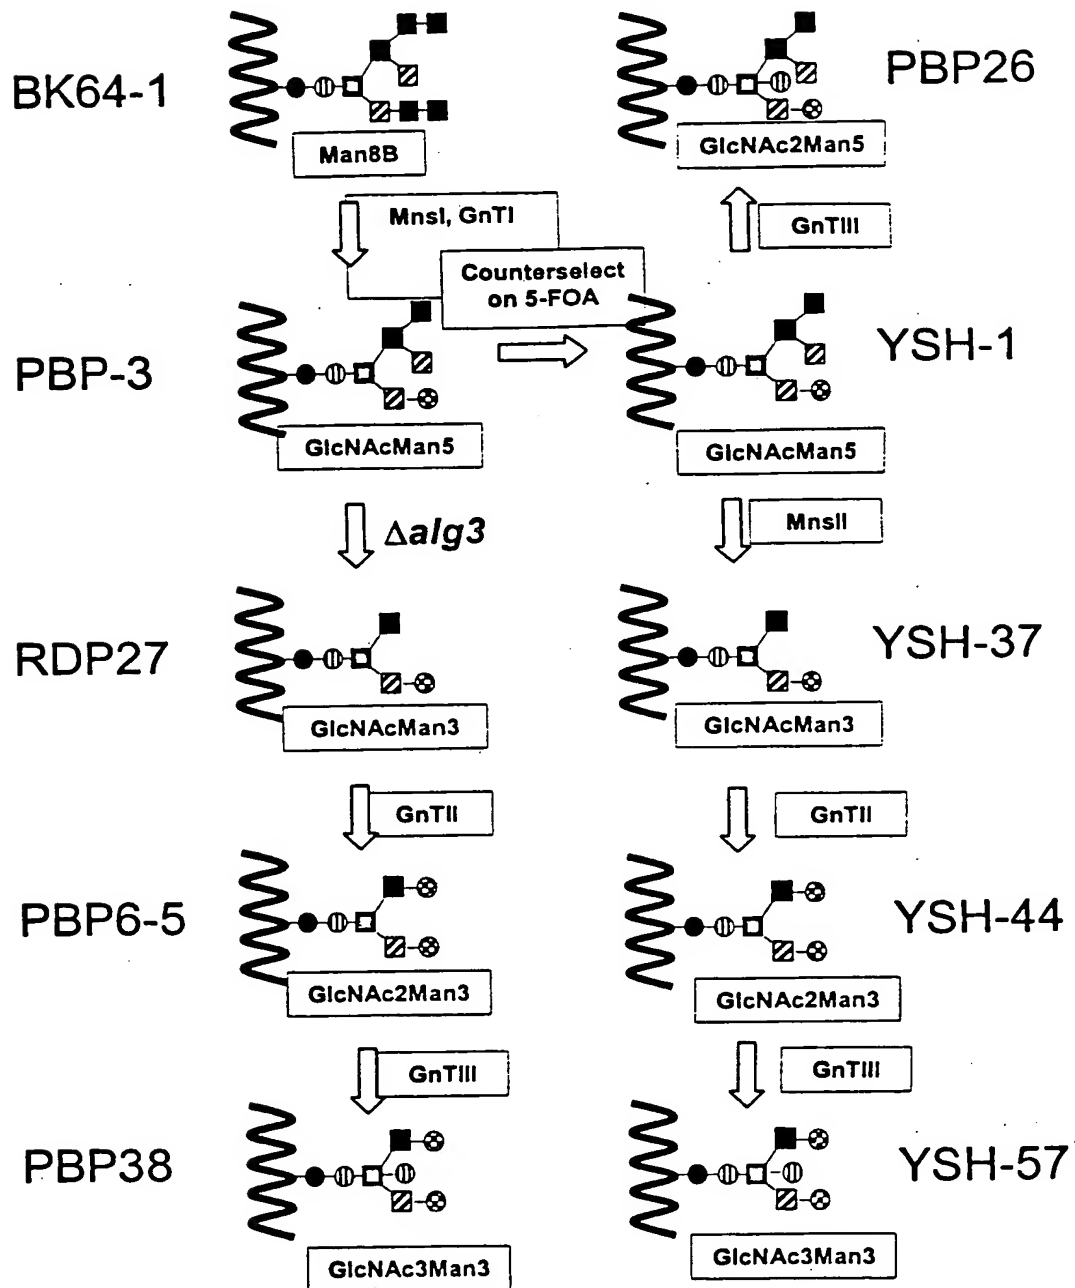 BK64-1
Man8B
PBP26
GlcNAc2Man5
MnsI, GnTI
GnTIII
Counterselect
on 5-FOA
PBP-3
GlcNAcMan5
YSH-1
GlcNAcMan5
Δalg3
MnsII
RDP27
GlcNAcMan3
YSH-37
GlcNAcMan3
GnTII
GnTII
PBP6-5
GlcNAc2Man3
YSH-44
GlcNAc2Man3
GnTIII
GnTIII
PBP38
GlcNAc3Man3
YSH-57
GlcNAc3Man3